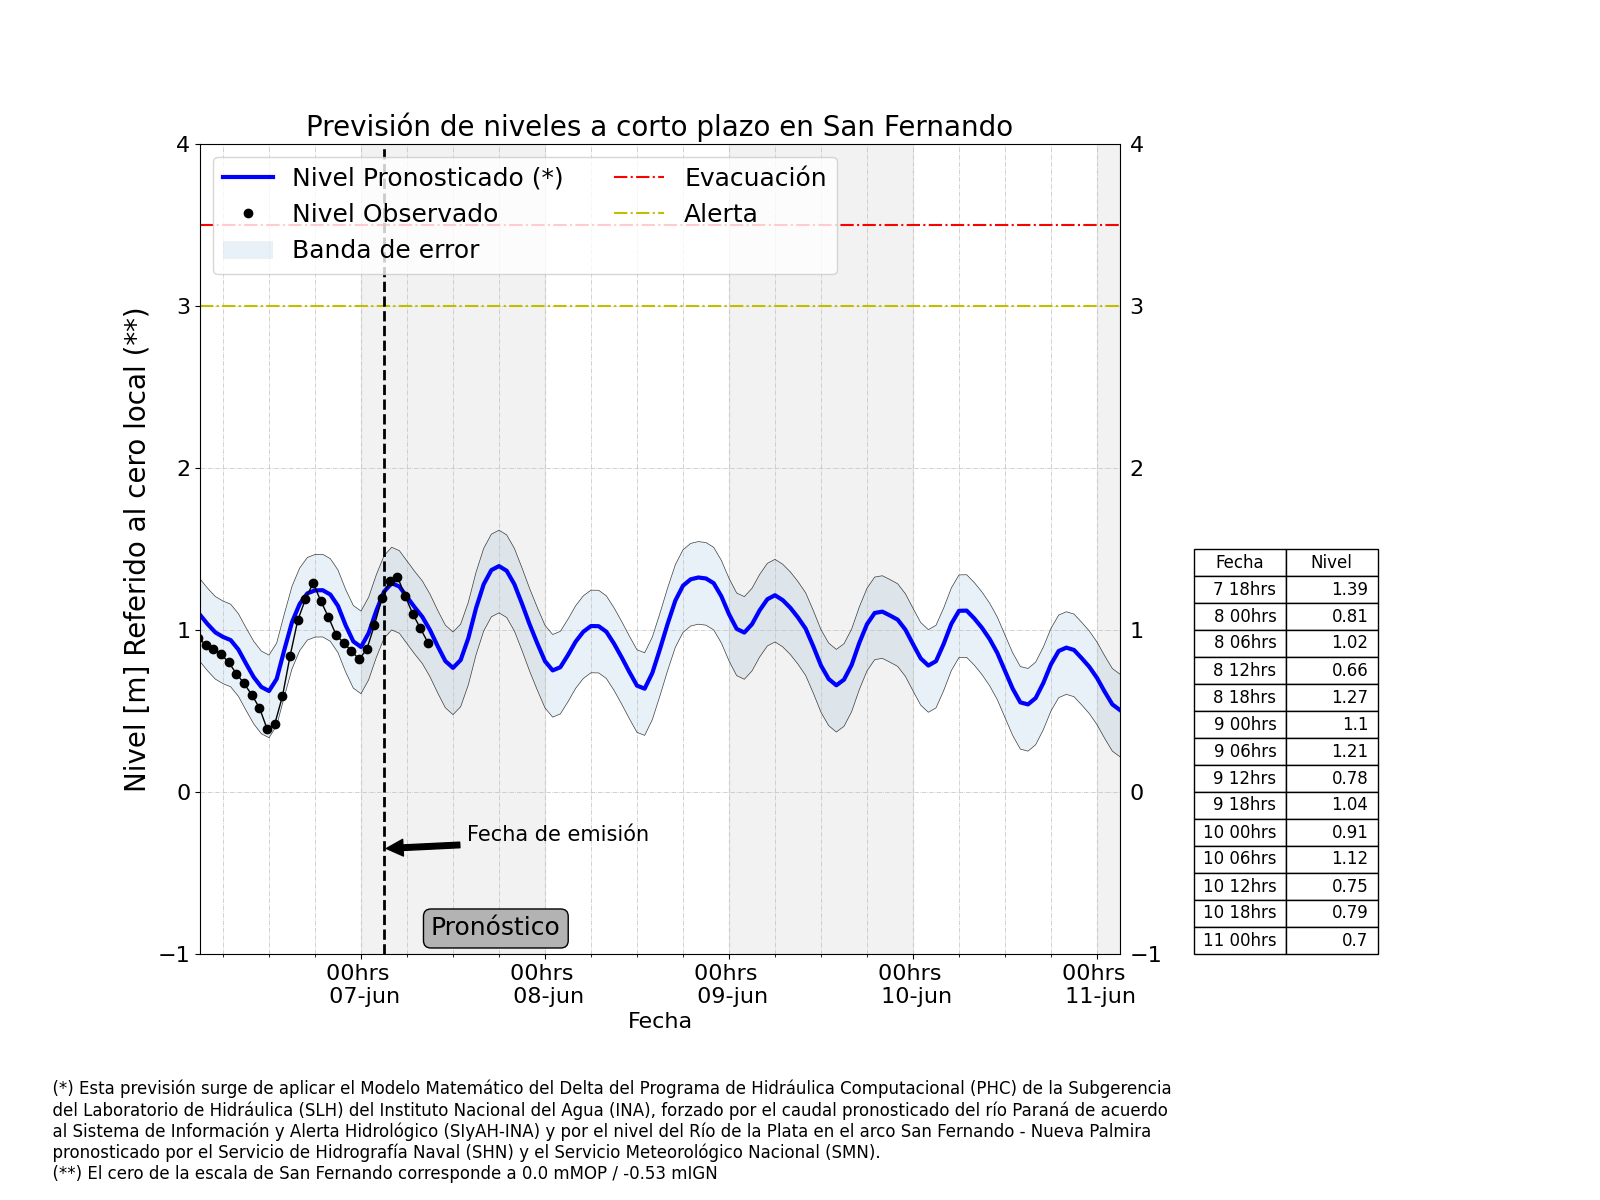 Previsión de niveles a corto plazo en San Fernando
4
3
2
1
0
−1
4
3
2
1
0
−1
Nivel [m] Referido al cero local (**)
Nivel Pronosticado (*)
Nivel Observado
Banda de error
Evacuación
Alerta
Fecha de emisión
Pronóstico
00hrs
07-jun
00hrs
08-jun
00hrs
09-jun
00hrs
10-jun
00hrs
11-jun
Fecha
Fecha Nivel
7 18hrs 1.39
8 00hrs 0.81
8 06hrs 1.02
8 12hrs 0.66
8 18hrs 1.27
9 00hrs 1.1
9 06hrs 1.21
9 12hrs 0.78
9 18hrs 1.04
10 00hrs 0.91
10 06hrs 1.12
10 12hrs 0.75
10 18hrs 0.79
11 00hrs 0.7
(*) Esta previsión surge de aplicar el Modelo Matemático del Delta del Programa de Hidráulica Computacional (PHC) de la Subgerencia
del Laboratorio de Hidráulica (SLH) del Instituto Nacional del Agua (INA), forzado por el caudal pronosticado del río Paraná de acuerdo
al Sistema de Información y Alerta Hidrológico (SIyAH-INA) y por el nivel del Río de la Plata en el arco San Fernando - Nueva Palmira
pronosticado por el Servicio de Hidrografía Naval (SHN) y el Servicio Meteorológico Nacional (SMN).
(**) El cero de la escala de San Fernando corresponde a 0.0 mMOP / -0.53 mIGN